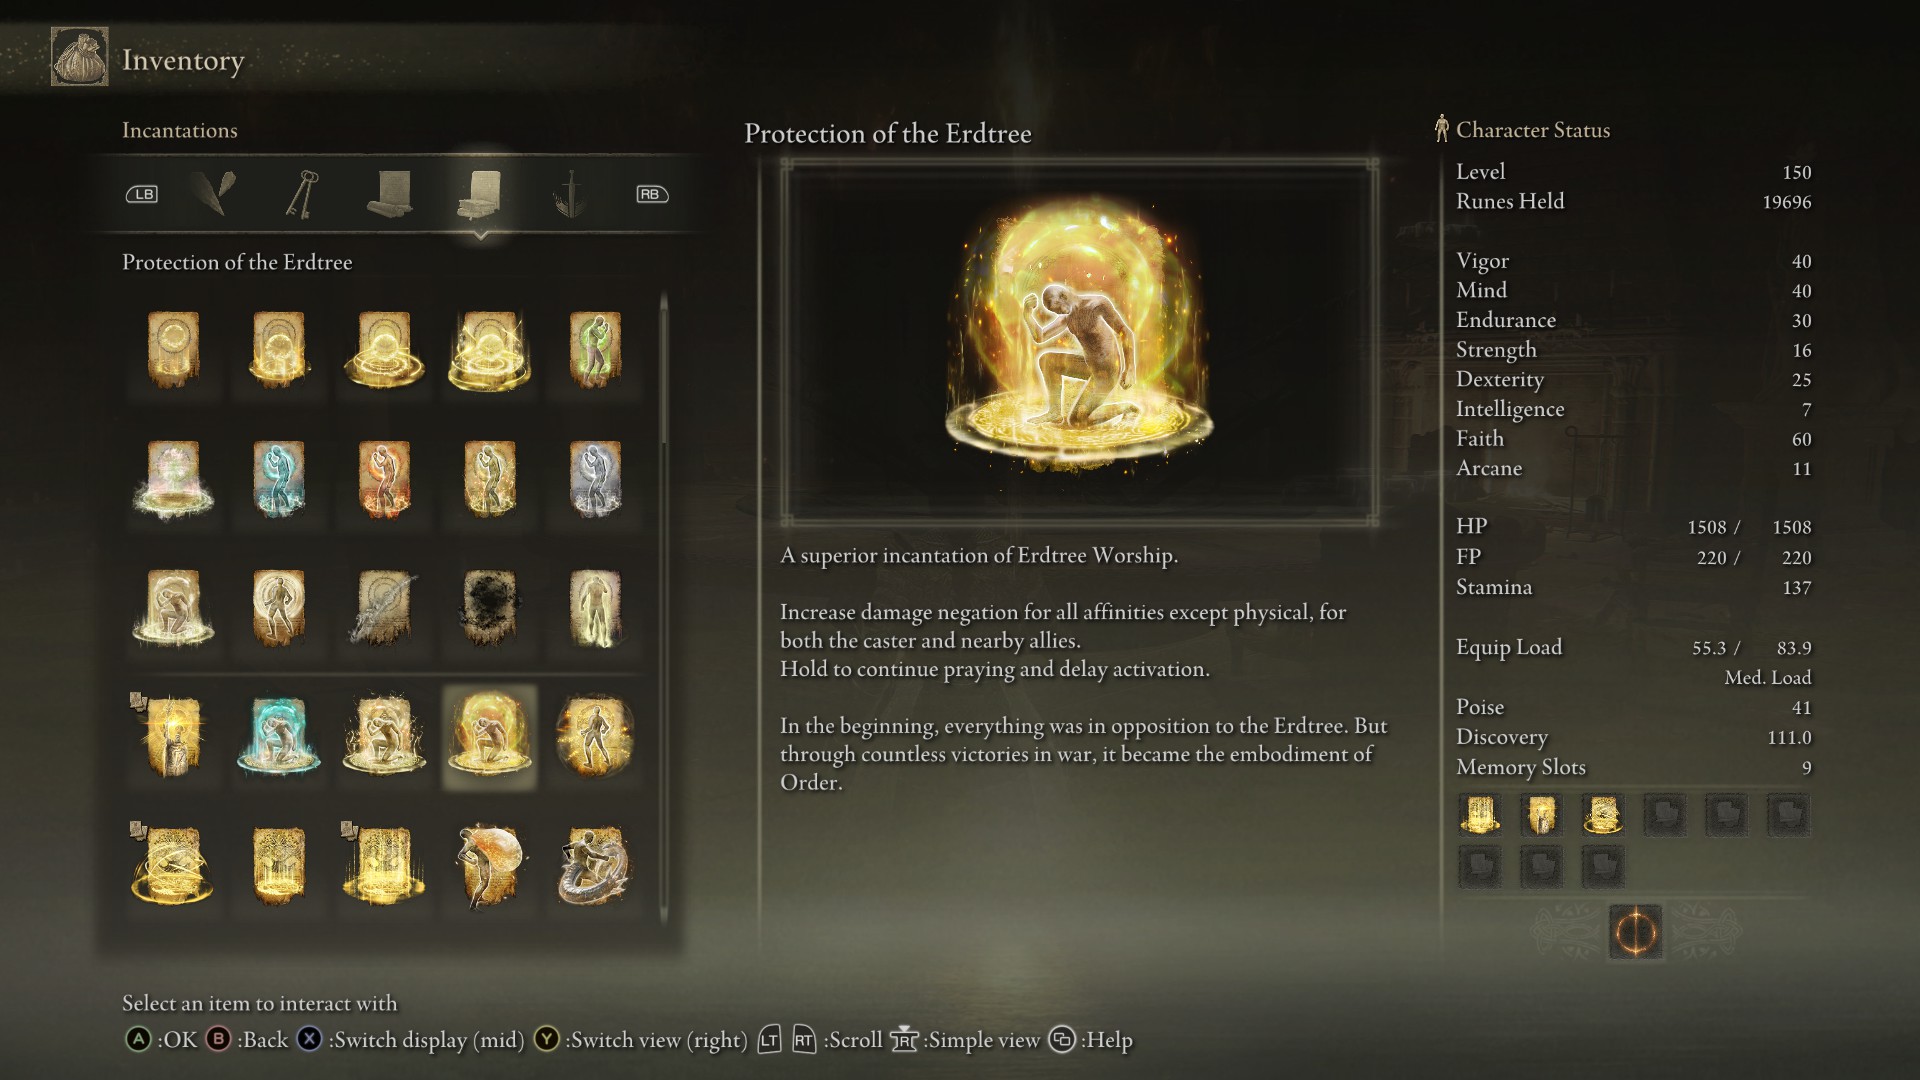 Inventory
Incantations
LB
RB
Protection of the Erdtree
Protection of the Erdtree
A superior incantation of Erdtree Worship.
Increase damage negation for all affinities except physical, for
both the caster and nearby allies.
Hold to continue praying and delay activation.
In the beginning, everything was in opposition to the Erdtree. But
through countless victories in war, it became the embodiment of
Order.
Character Status
Level 150
Runes Held 19696
Vigor 40
Mind 40
Endurance 30
Strength 16
Dexterity 25
Intelligence 7
Faith 60
Arcane 11
HP 1508 / 1508
FP 220 / 220
Stamina 137
Equip Load 55.3 / 83.9
Med. Load
Poise 41
Discovery 111.0
Memory Slots 9
Select an item to interact with
A :OK B :Back X :Switch display (mid) Y :Switch view (right) LT RT :Scroll R :Simple view :Help